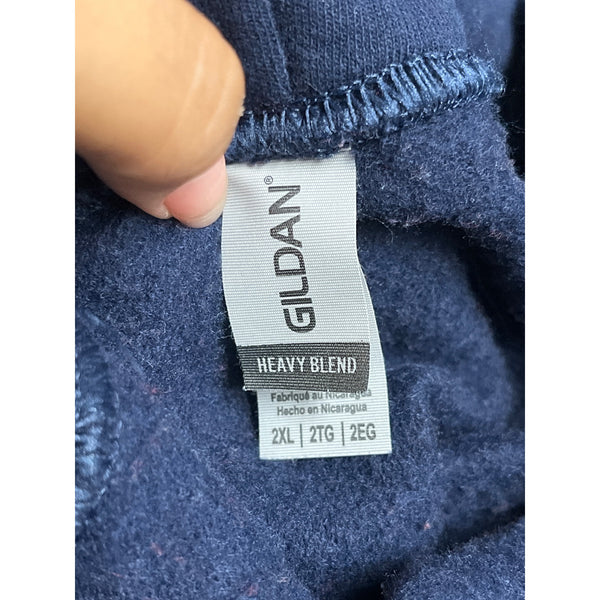 GILDAN®
HEAVY BLEND
Fabriqué au Nicaragua
Hecho en Nicaragua
2XL | 2TG | 2EG